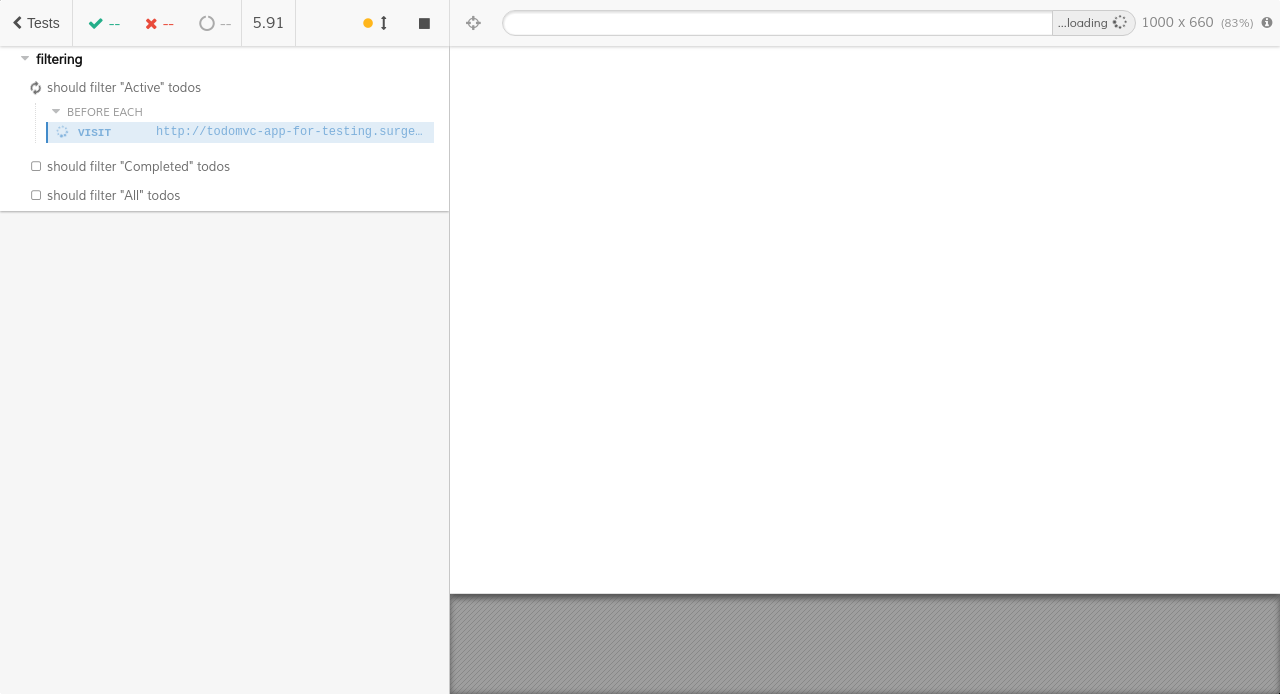 Tests -- -- -- 5.91 ...loading 1000 x 660 (83%)
filtering
should filter "Active" todos
BEFORE EACH
VISIT http://todomvc-app-for-testing.surge…
should filter "Completed" todos
should filter "All" todos